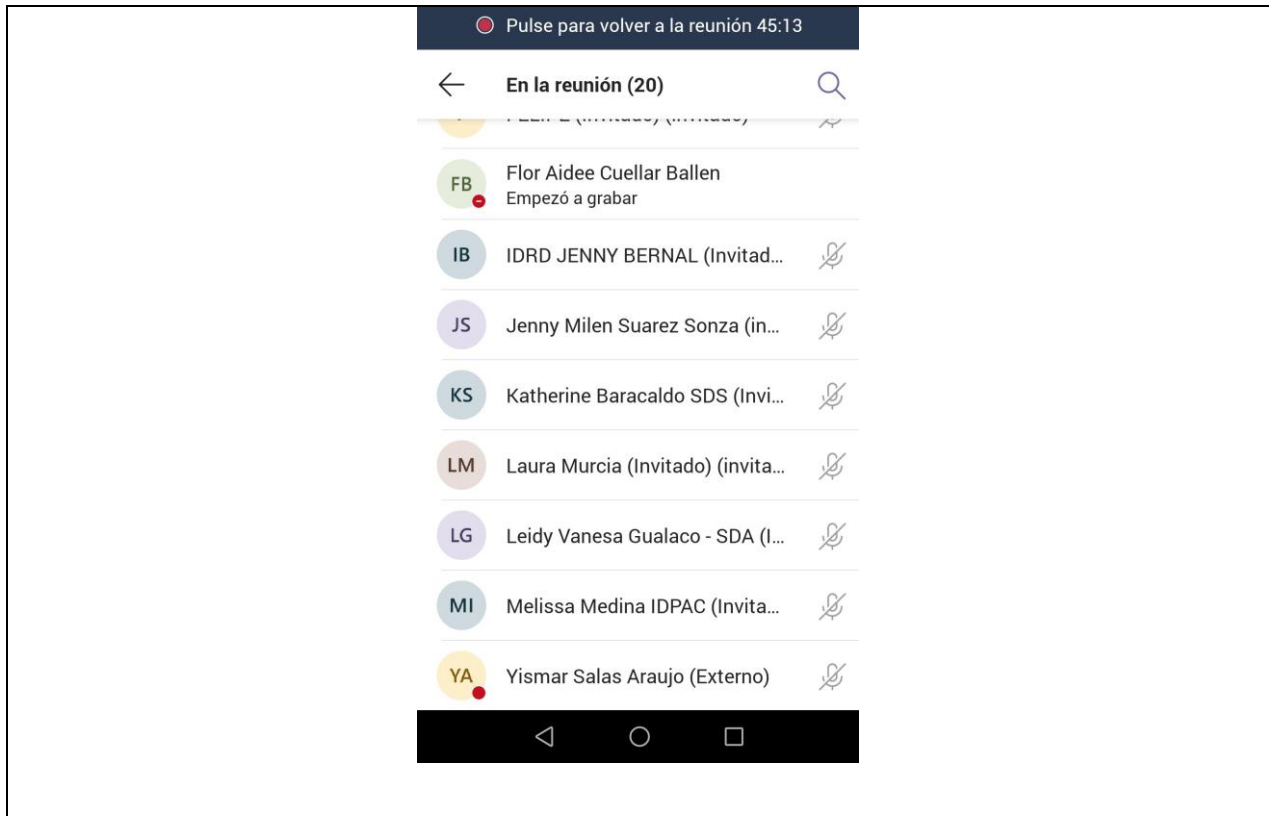 Pulse para volver a la reunión 45:13
En la reunión (20)
(Invitado) (invitado)
FB
Flor Aidee Cuellar Ballen
Empezó a grabar
IB
IDRD JENNY BERNAL (Invitad...
JS
Jenny Milen Suarez Sonza (in...
KS
Katherine Baracaldo SDS (Invi...
LM
Laura Murcia (Invitado) (invita...
LG
Leidy Vanesa Gualaco - SDA (I...
MI
Melissa Medina IDPAC (Invita...
YA
Yismar Salas Araujo (Externo)